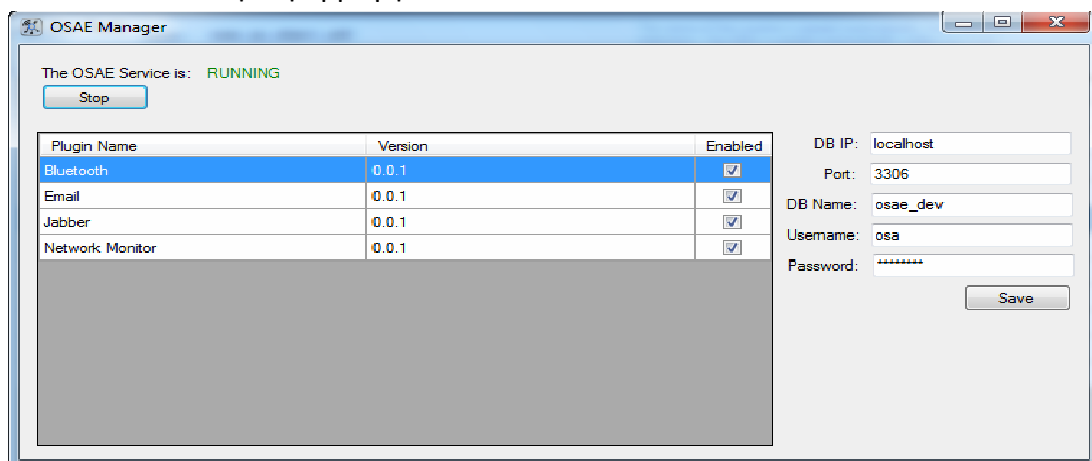 OSAE Manager
The OSAE Service is: RUNNING
Stop
Plugin Name Version Enabled
Bluetooth 0.0.1
Email 0.0.1
Jabber 0.0.1
Network Monitor 0.0.1
DB IP: localhost
Port: 3306
DB Name: osae_dev
Username: osa
Password: ********
Save